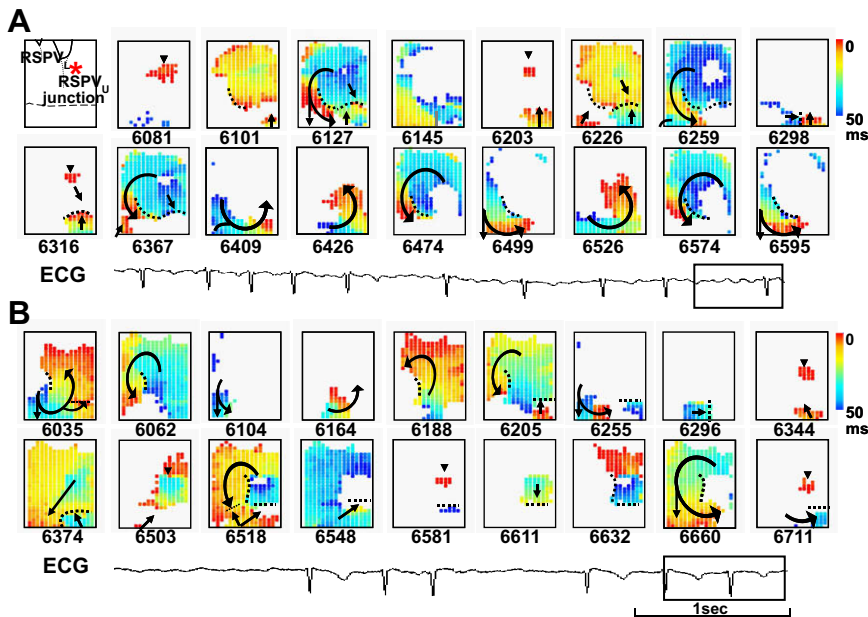 A
RSPV
L
RSPV
U
junction
0
50
ms
6081 6101 6127 6145 6203 6226 6259 6298
6316 6367 6409 6426 6474 6499 6526 6574 6595
ECG
B
0
50
ms
6035 6062 6104 6164 6188 6205 6255 6296 6344
6374 6503 6518 6548 6581 6611 6632 6660 6711
ECG
1sec